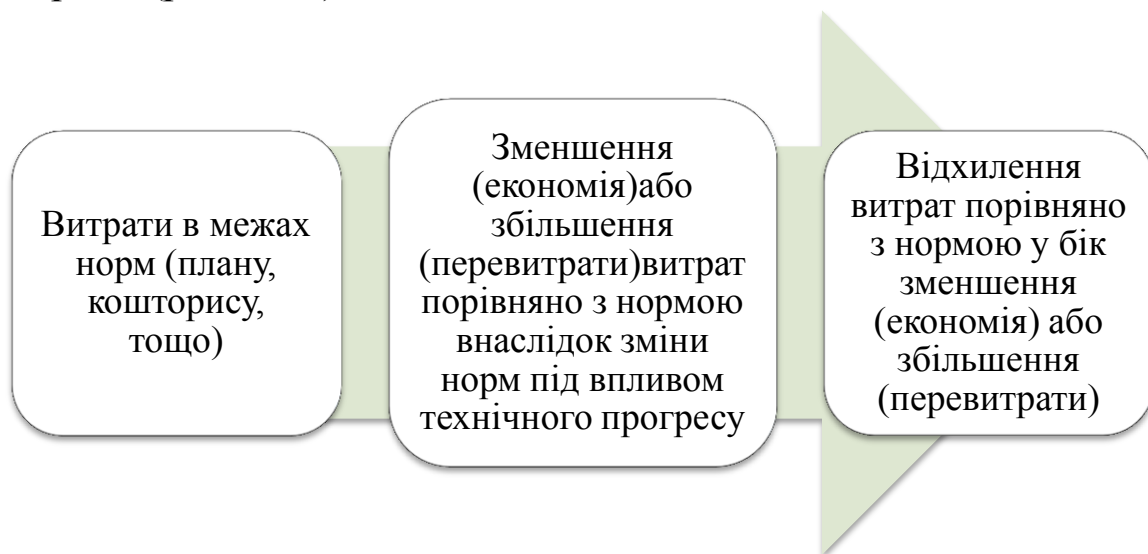 Витрати в межах
норм (плану,
кошторису,
тощо)
Зменшення
(економія)або
збільшення
(перевитрати)витрат
порівняно з нормою
внаслідок зміни
норм під впливом
технічного прогресу
Відхилення
витрат порівняно
з нормою у бік
зменшення
(економія) або
збільшення
(перевитрати)